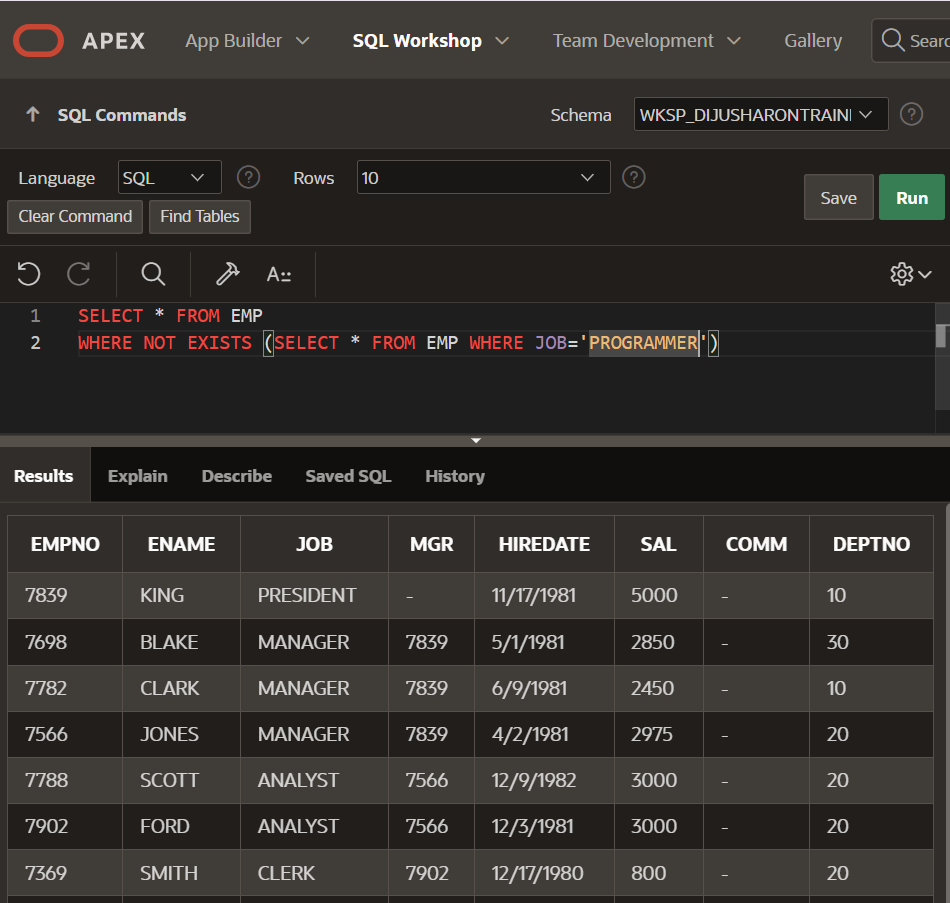 APEX App Builder SQL Workshop Team Development Gallery
SQL Commands Schema WKSP_DIJUSHARONTRAINI ?
Language SQL ? Rows 10 ?
Clear Command Find Tables Save Run
1 SELECT * FROM EMP
2 WHERE NOT EXISTS (SELECT * FROM EMP WHERE JOB='PROGRAMMER')
Results Explain Describe Saved SQL History
EMPNO ENAME JOB MGR HIREDATE SAL COMM DEPTNO
7839 KING PRESIDENT - 11/17/1981 5000 - 10
7698 BLAKE MANAGER 7839 5/1/1981 2850 - 30
7782 CLARK MANAGER 7839 6/9/1981 2450 - 10
7566 JONES MANAGER 7839 4/2/1981 2975 - 20
7788 SCOTT ANALYST 7566 12/9/1982 3000 - 20
7902 FORD ANALYST 7566 12/3/1981 3000 - 20
7369 SMITH CLERK 7902 12/17/1980 800 - 20